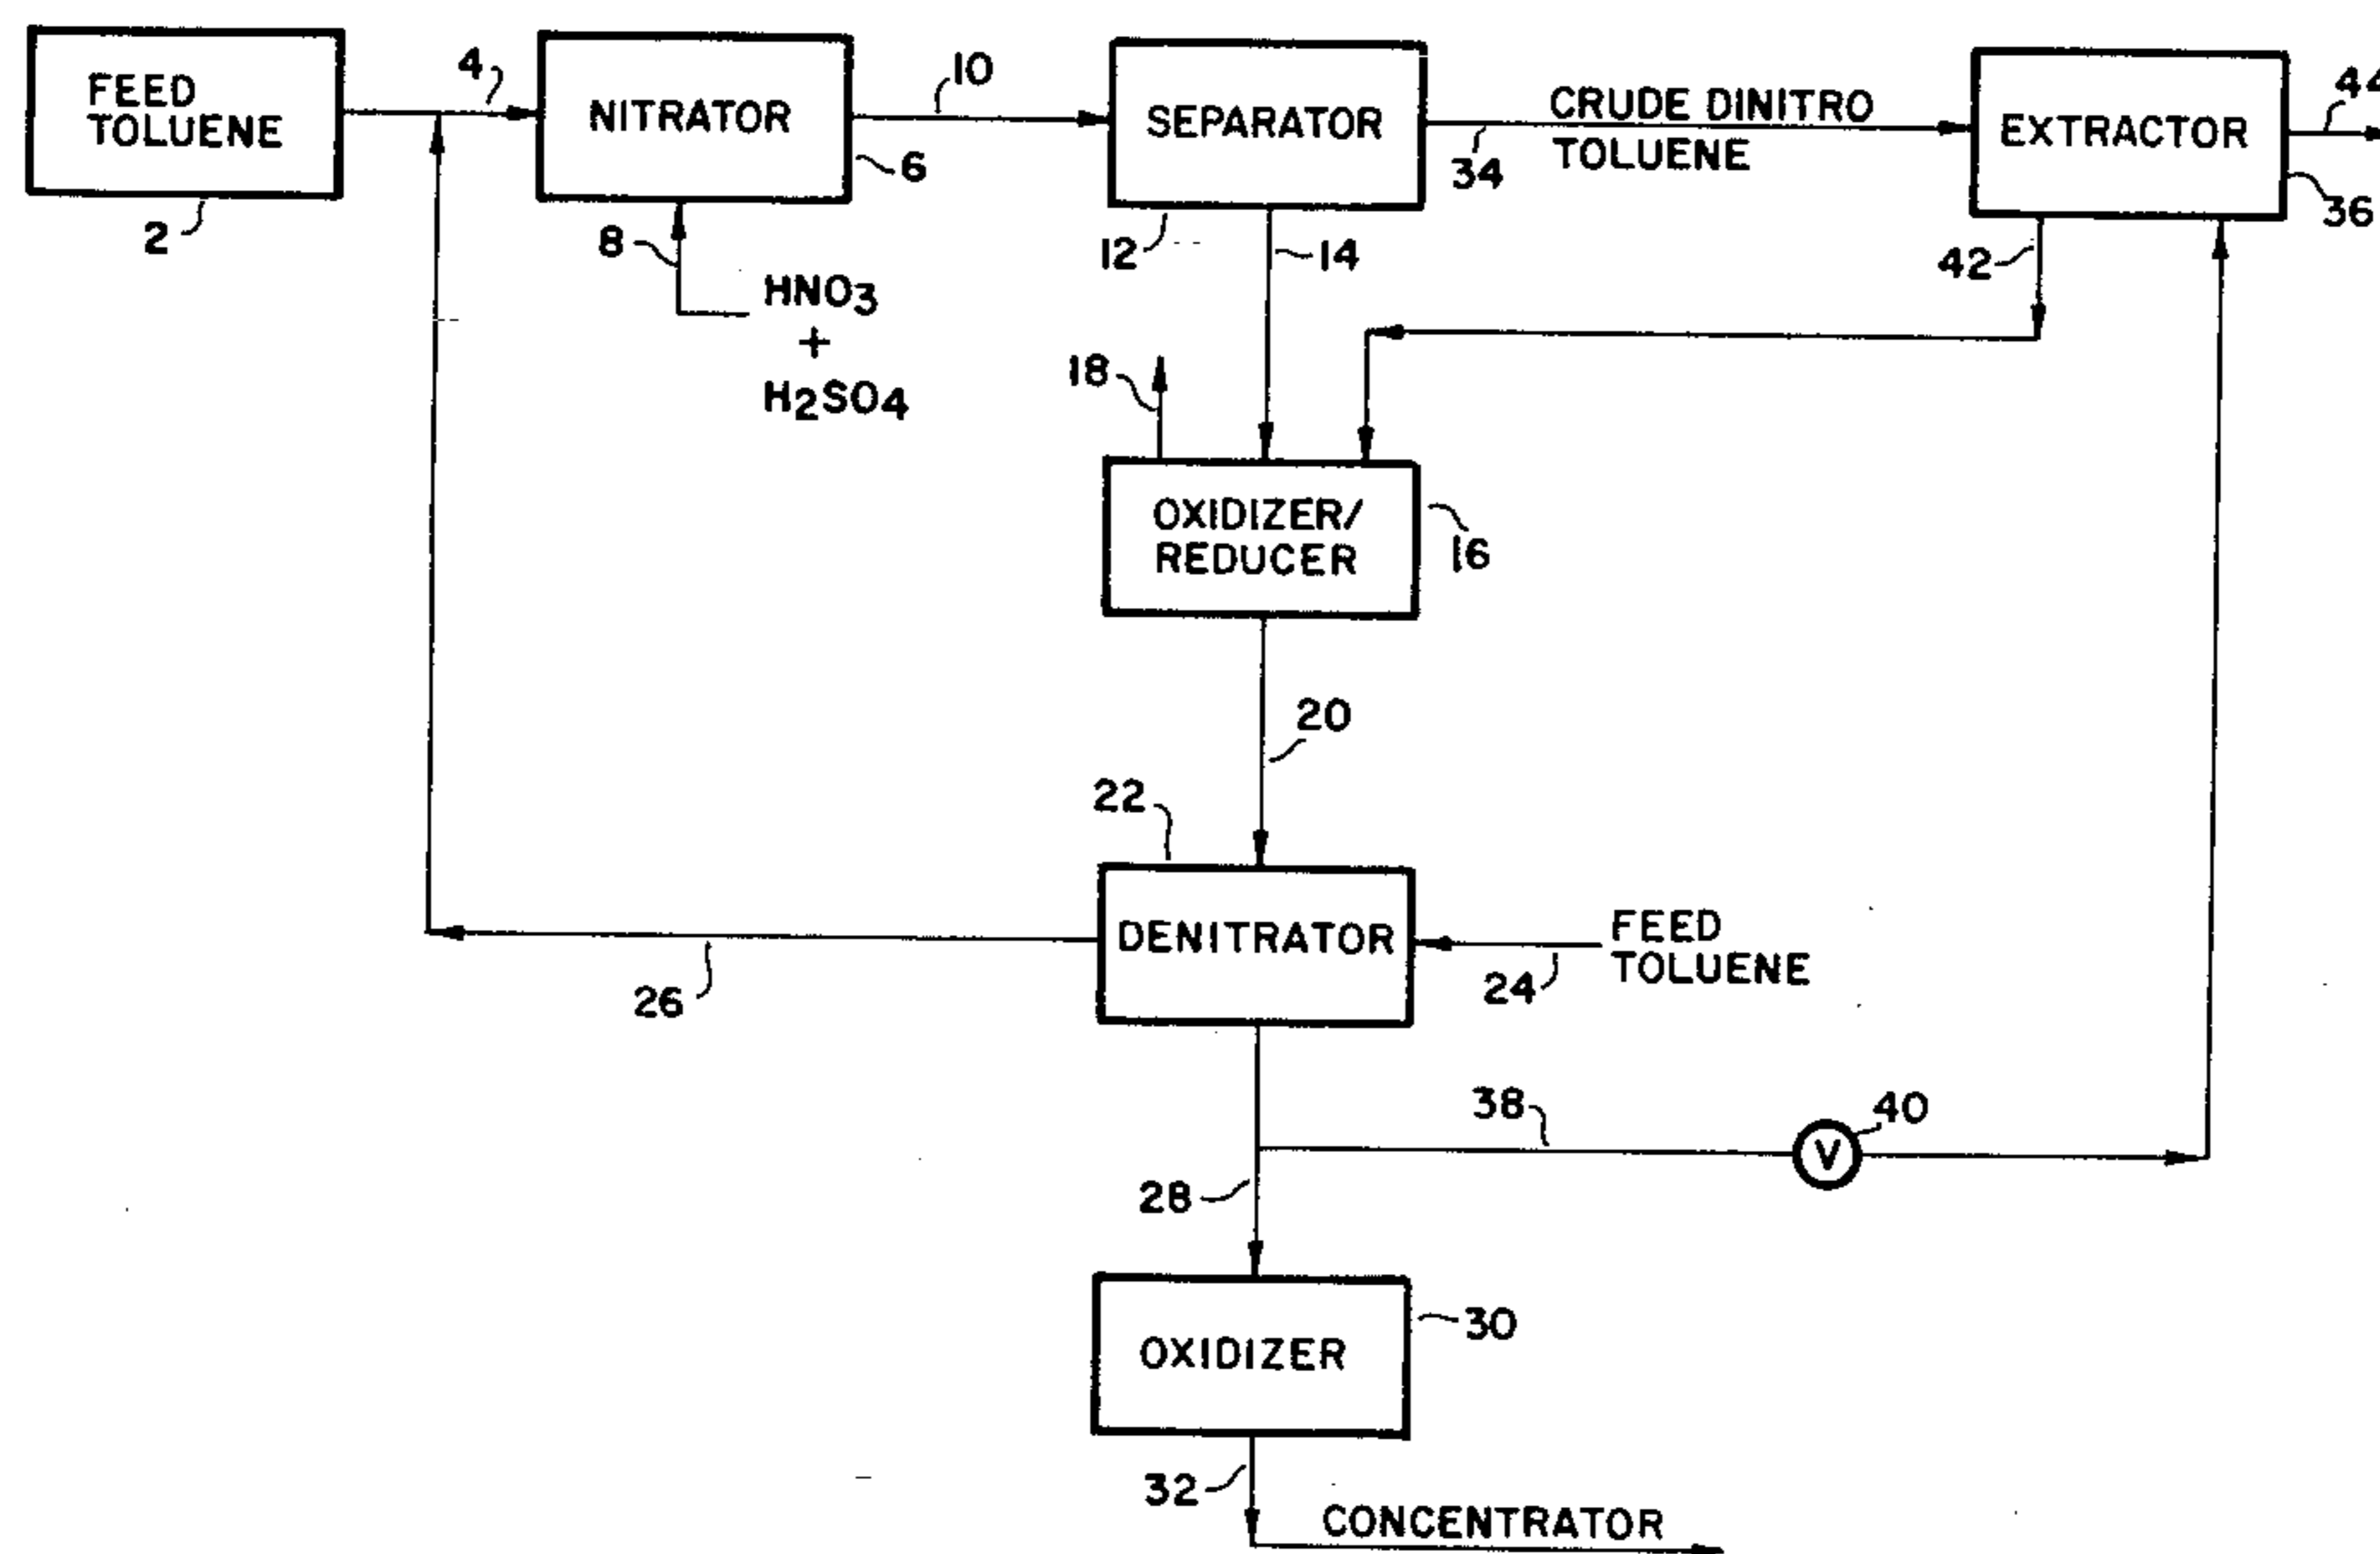 FEED
TOLUENE
2
4
NITRATOR
6
8
HNO3
+
H2SO4
10
SEPARATOR
12
14
CRUDE DINITRO
TOLUENE
34
EXTRACTOR
44
36
42
18
OXIDIZER/
REDUCER
16
20
22
DENITRATOR
FEED
TOLUENE
24
26
38
40
V
28
OXIDIZER
30
32
CONCENTRATOR